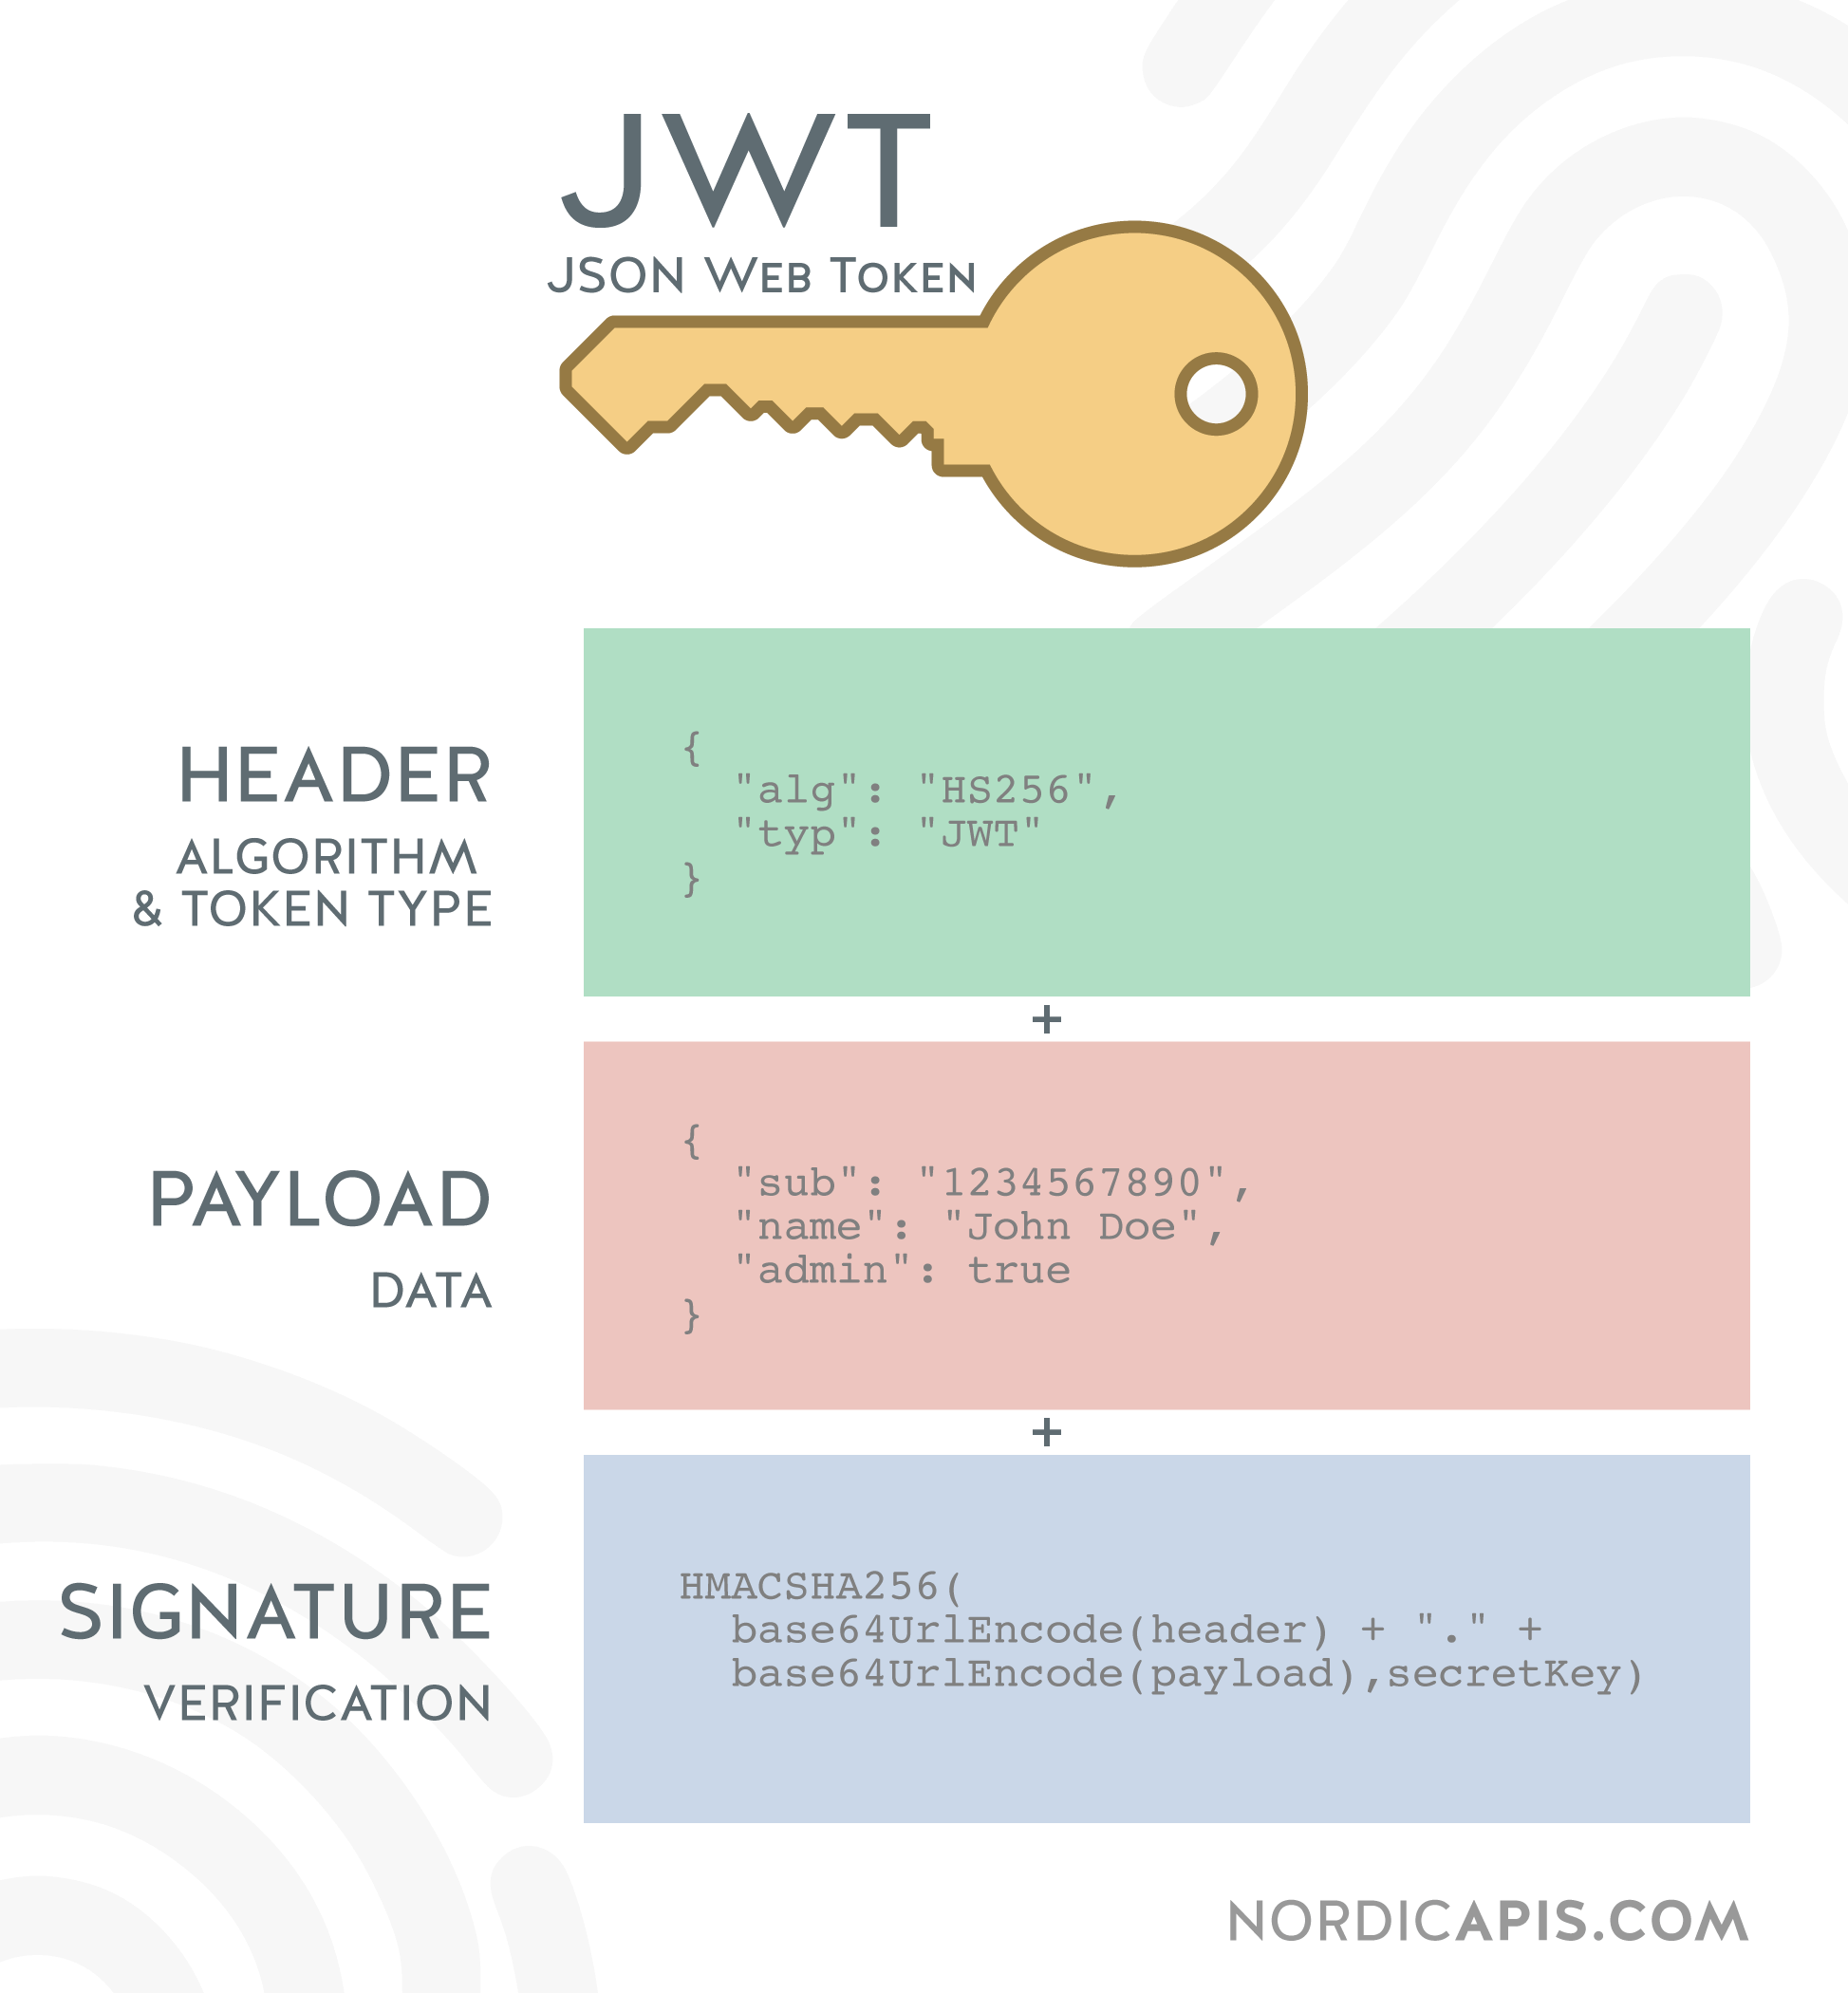 JWT
JSON Web Token
HEADER
ALGORITHM
& TOKEN TYPE
{
"alg": "HS256",
"typ": "JWT"
}
+
PAYLOAD
DATA
{
"sub": "1234567890",
"name": "John Doe",
"admin": true
}
+
SIGNATURE
VERIFICATION
HMACSHA256(
base64UrlEncode(header) + "." +
base64UrlEncode(payload),secretKey)
NORDICAPIS.COM